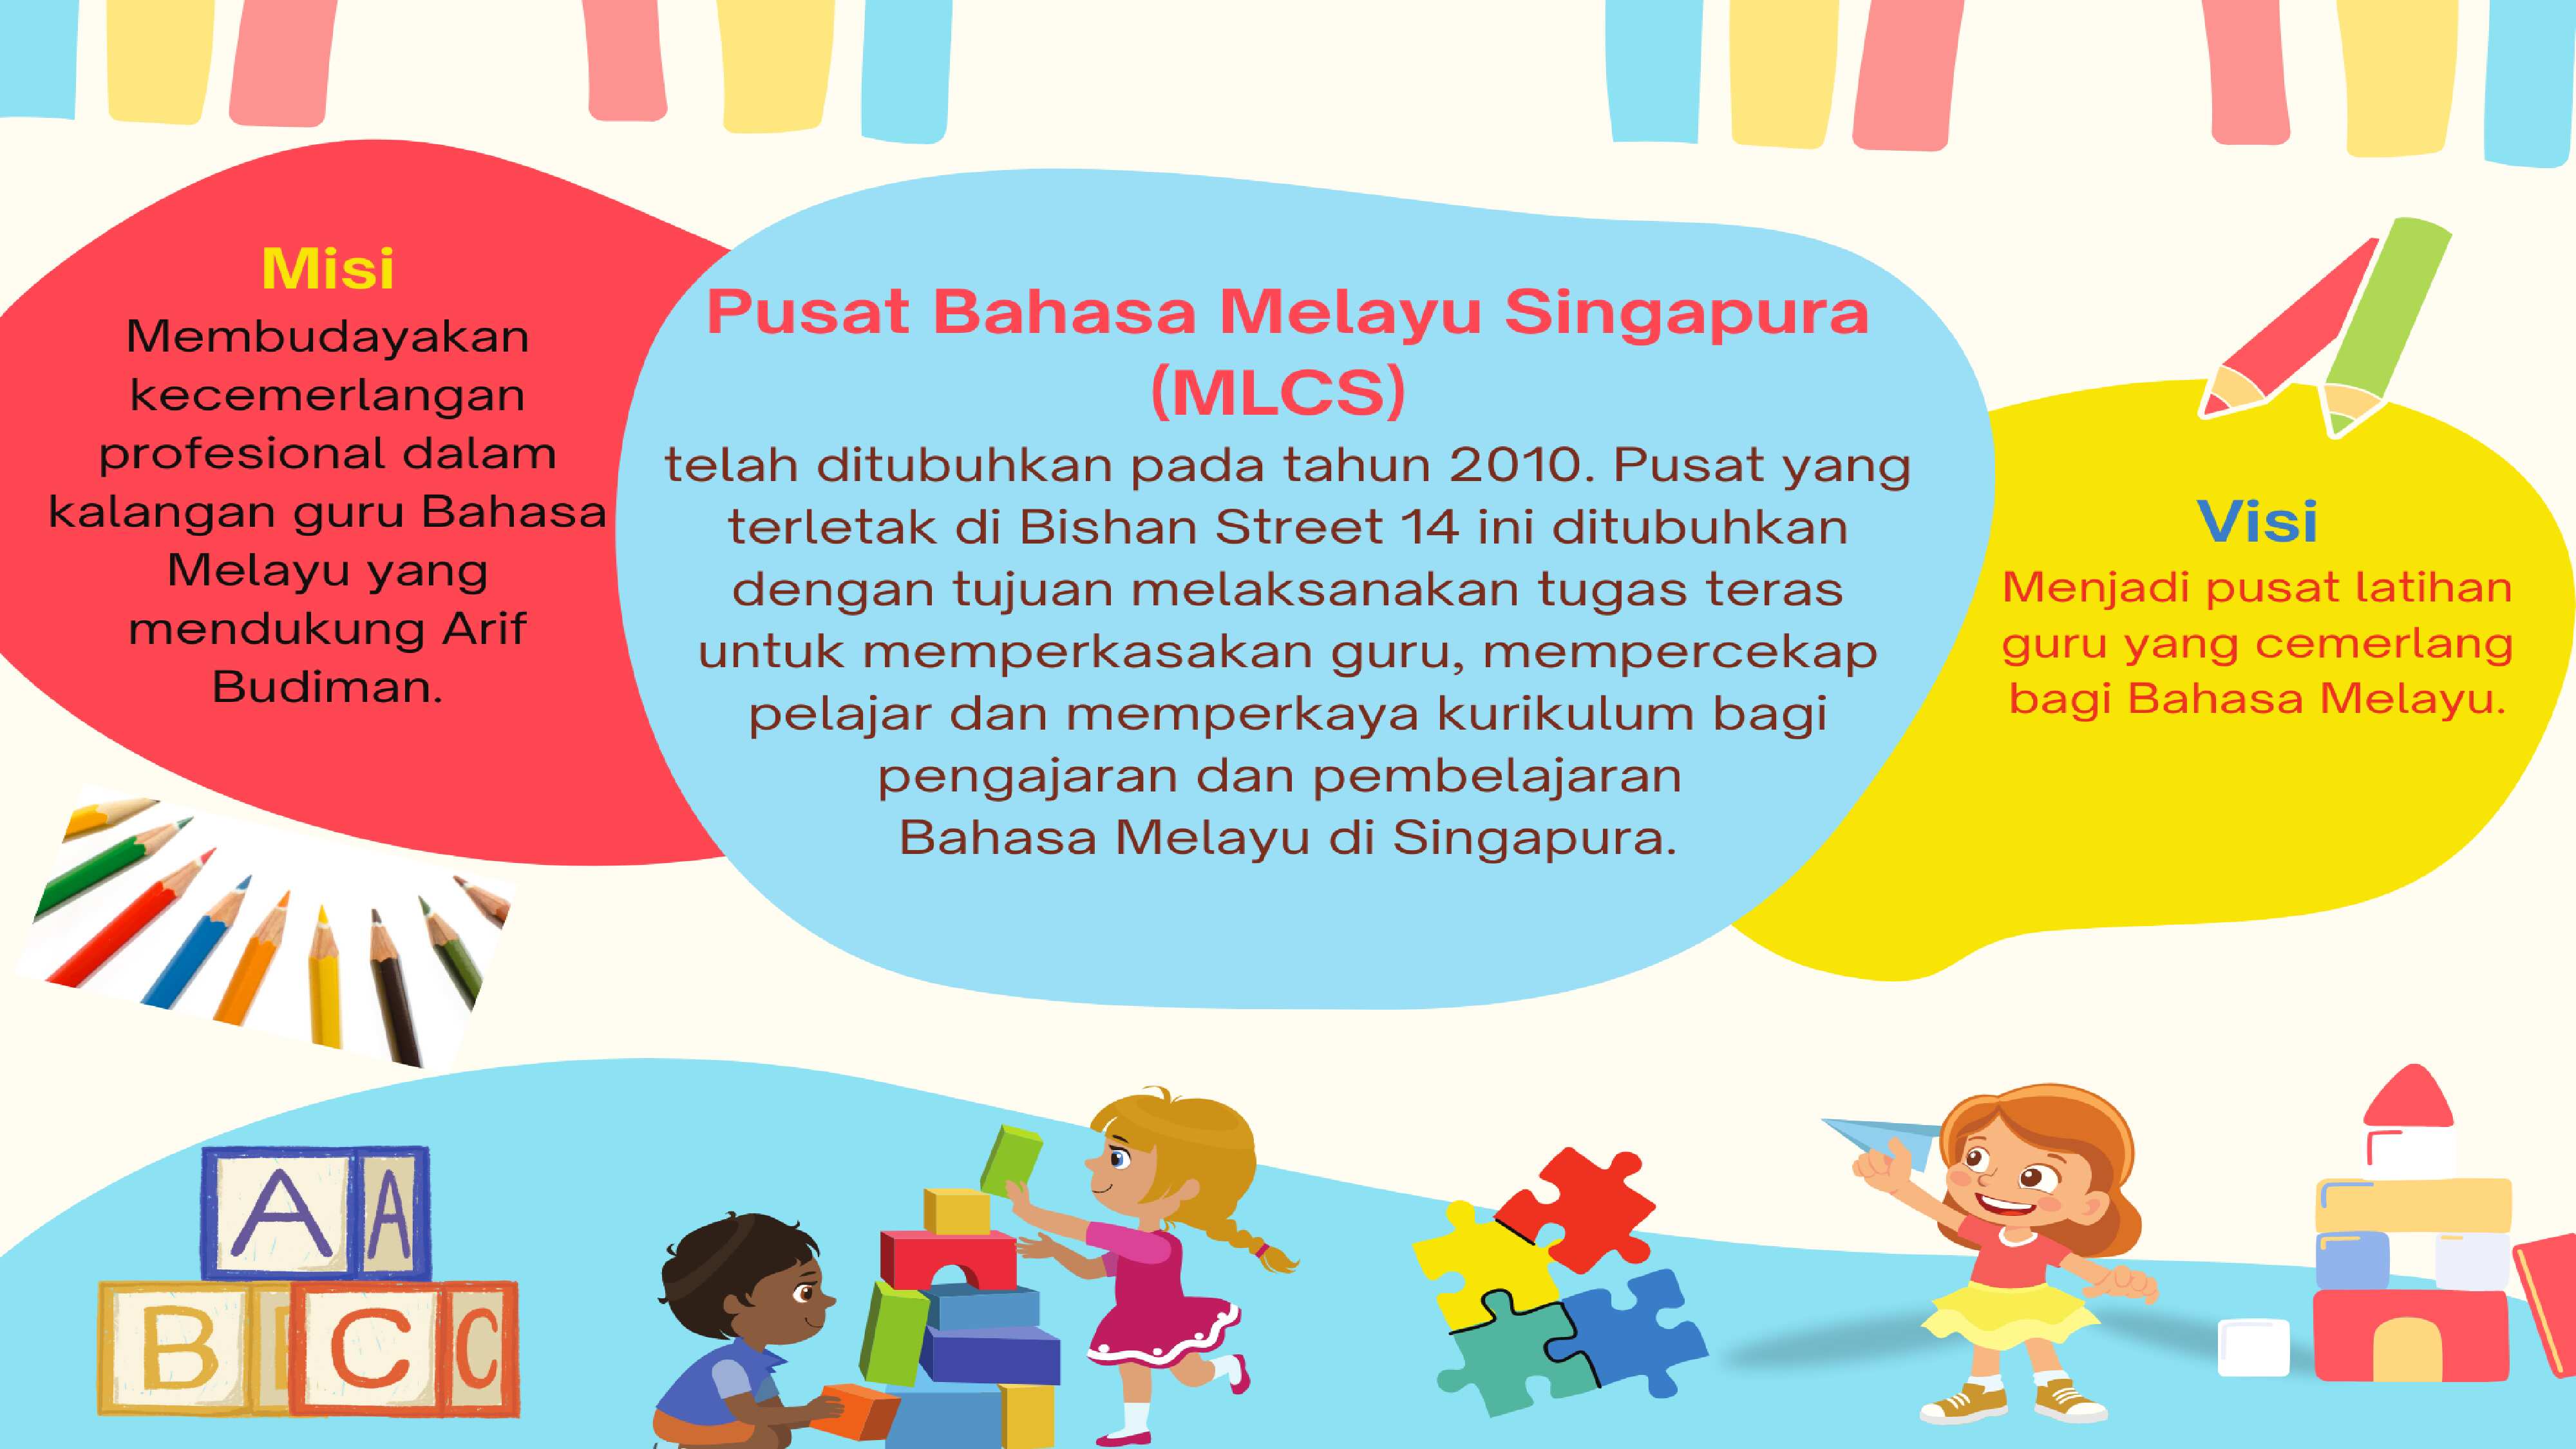 Misi
Membudayakan
kecemerlangan
profesional dalam
kalangan guru Bahasa
Melayu yang
mendukung Arif
Budiman.
Pusat Bahasa Melayu Singapura
(MLCS)
telah ditubuhkan pada tahun 2010. Pusat yang
terletak di Bishan Street 14 ini ditubuhkan
dengan tujuan melaksanakan tugas teras
untuk memperkasakan guru, mempercekap
pelajar dan memperkaya kurikulum bagi
pengajaran dan pembelajaran
Bahasa Melayu di Singapura.
Visi
Menjadi pusat latihan
guru yang cemerlang
bagi Bahasa Melayu.
A A
B C C